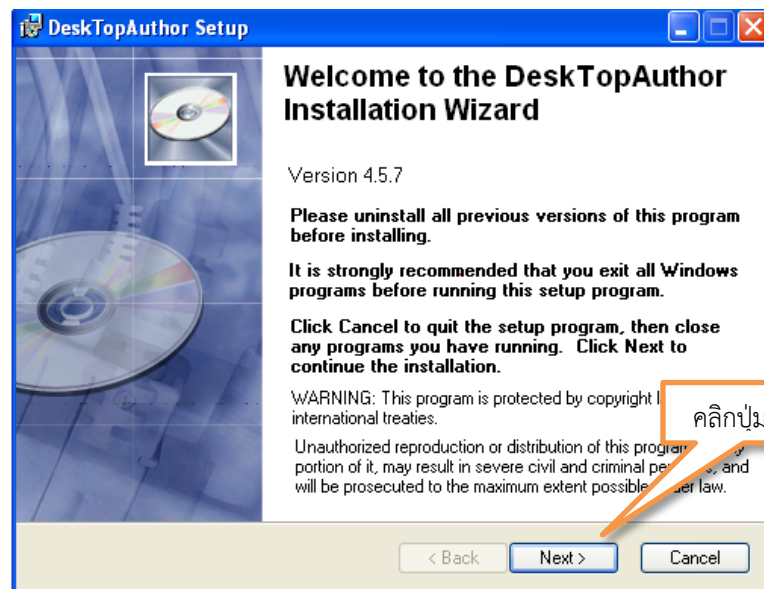 DeskTopAuthor Setup
Welcome to the DeskTopAuthor
Installation Wizard
Version 4.5.7
Please uninstall all previous versions of this program
before installing.
It is strongly recommended that you exit all Windows
programs before running this setup program.
Click Cancel to quit the setup program, then close
any programs you have running. Click Next to
continue the installation.
WARNING: This program is protected by copyright
international treaties.
คลิกปุ่ม
Unauthorized reproduction or distribution of this
portion of it, may result in severe civil and criminal and
will be prosecuted to the maximum extent possible law.
< Back
Next >
Cancel